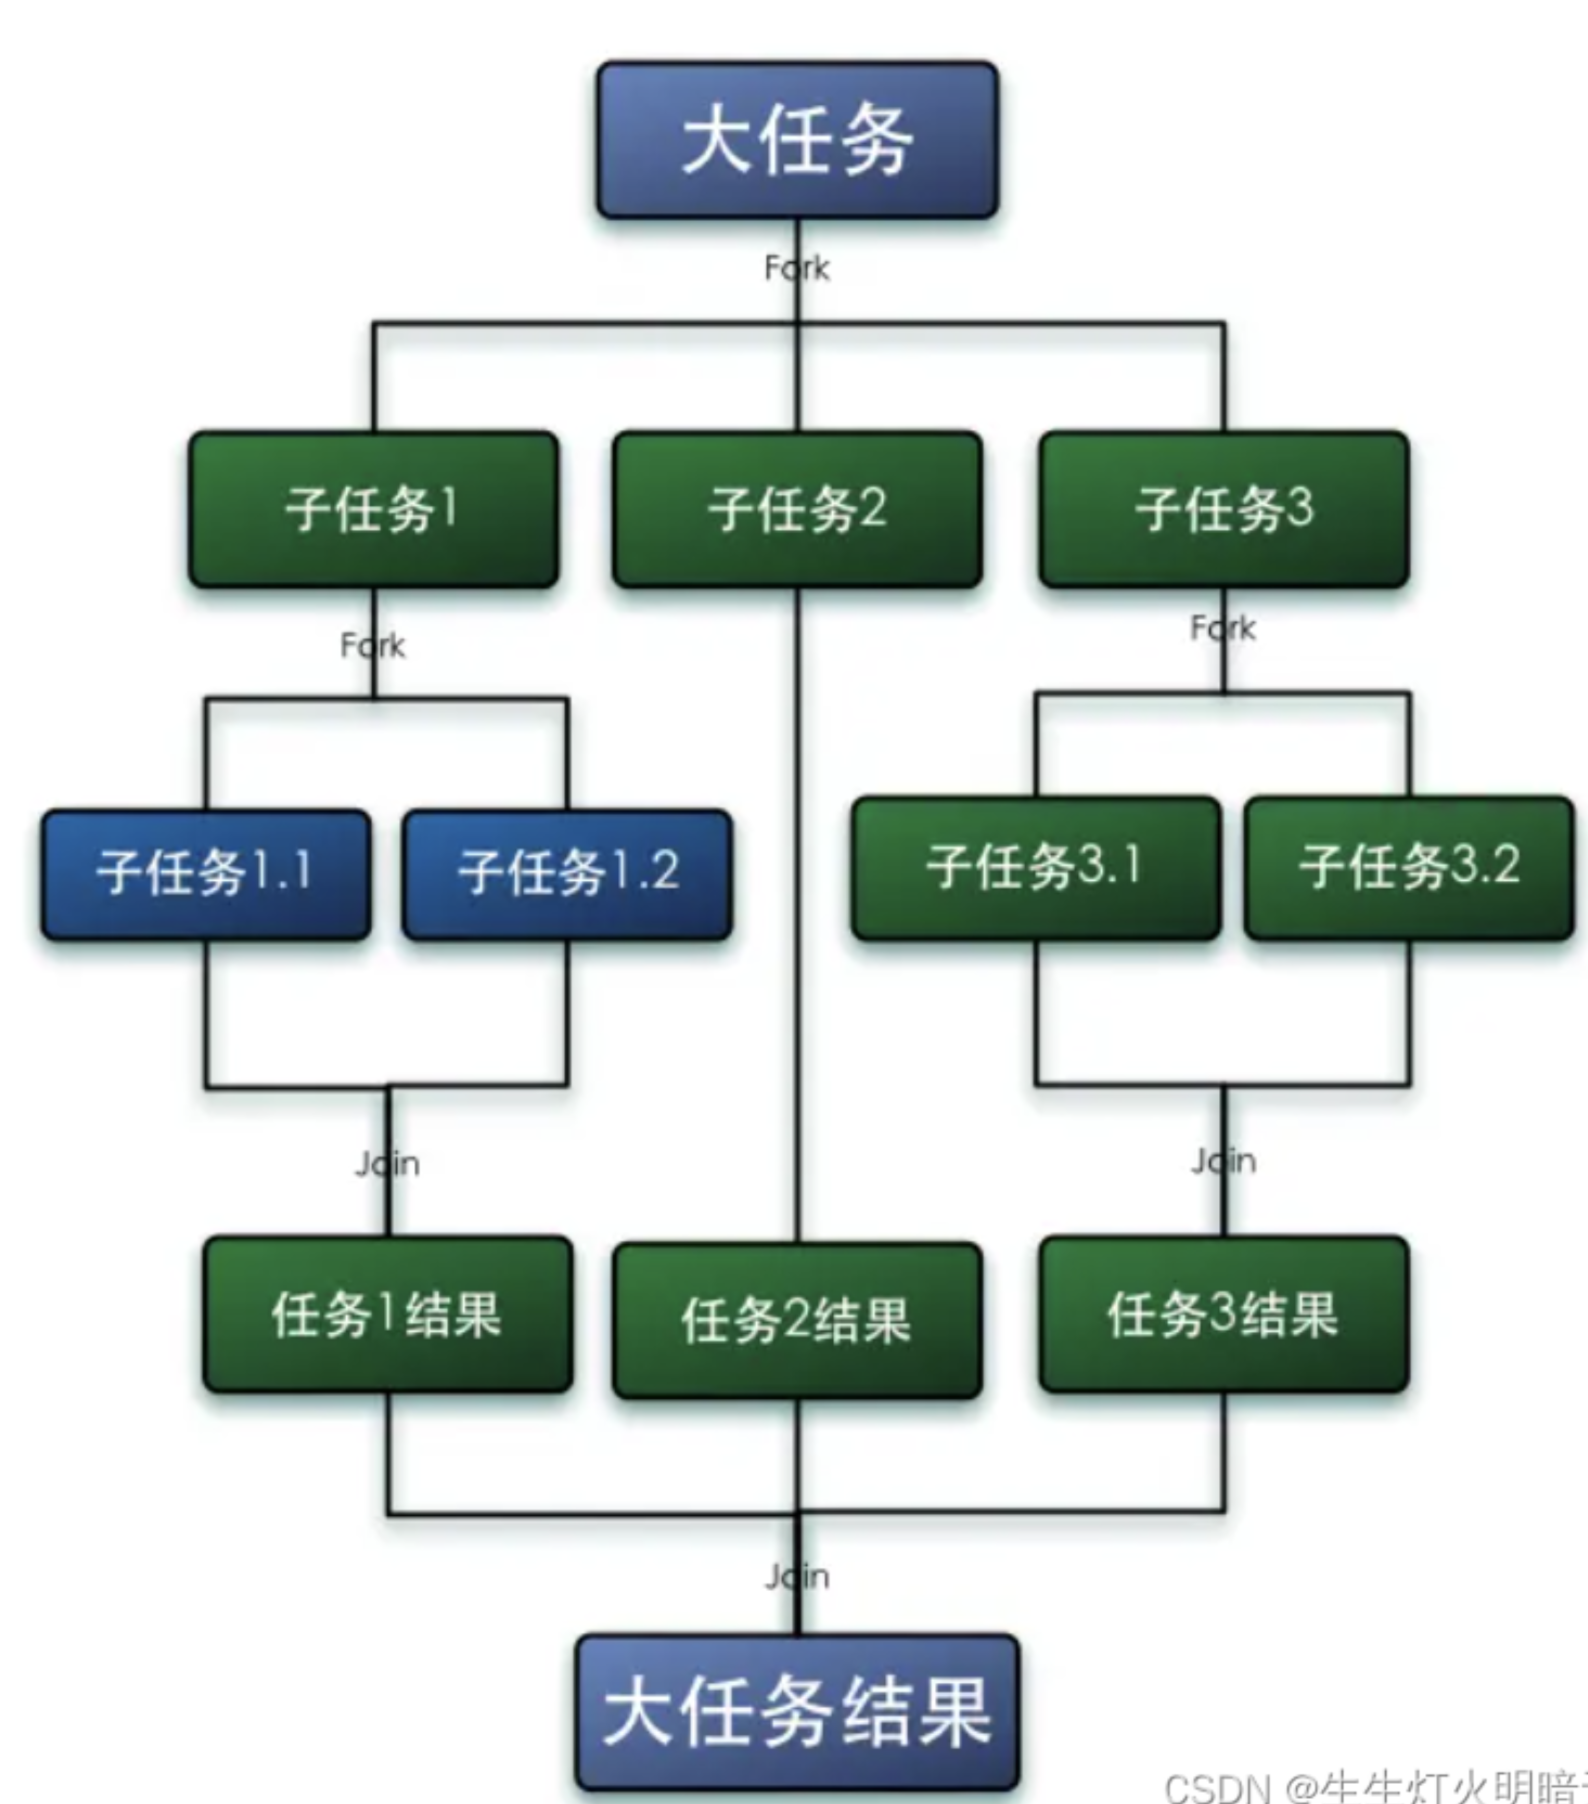 大任务
Fork
子任务1
子任务2
子任务3
Fork
Fork
子任务1.1
子任务1.2
子任务3.1
子任务3.2
Join
Join
任务1结果
任务2结果
任务3结果
Join
大任务结果
CSDN @生生灯火明暗